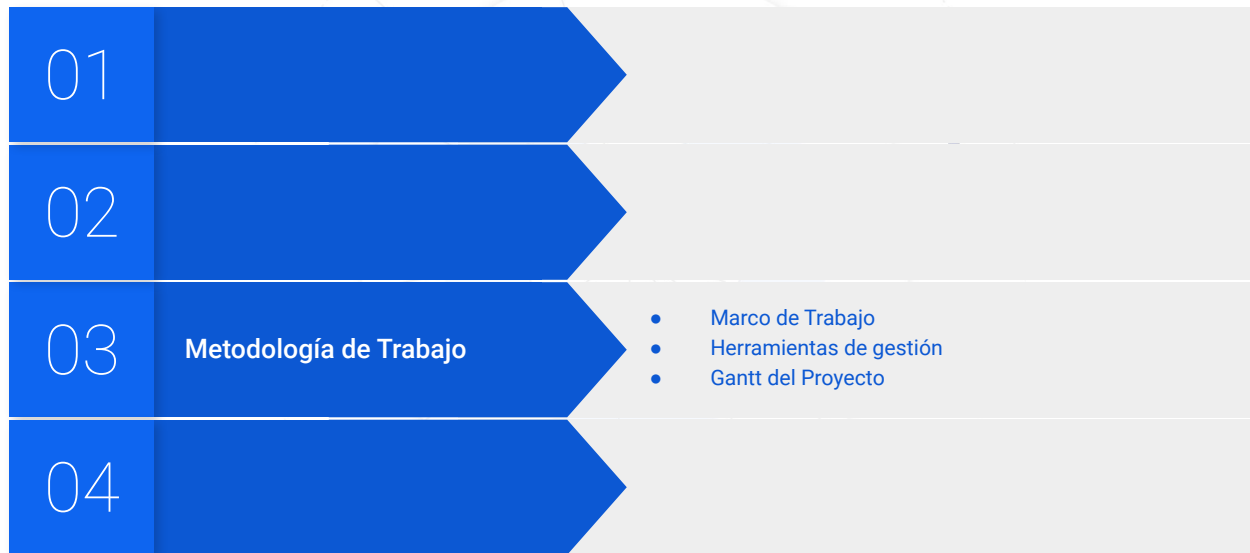 01
02
03
Metodología de Trabajo
● Marco de Trabajo
● Herramientas de gestión
● Gantt del Proyecto
04